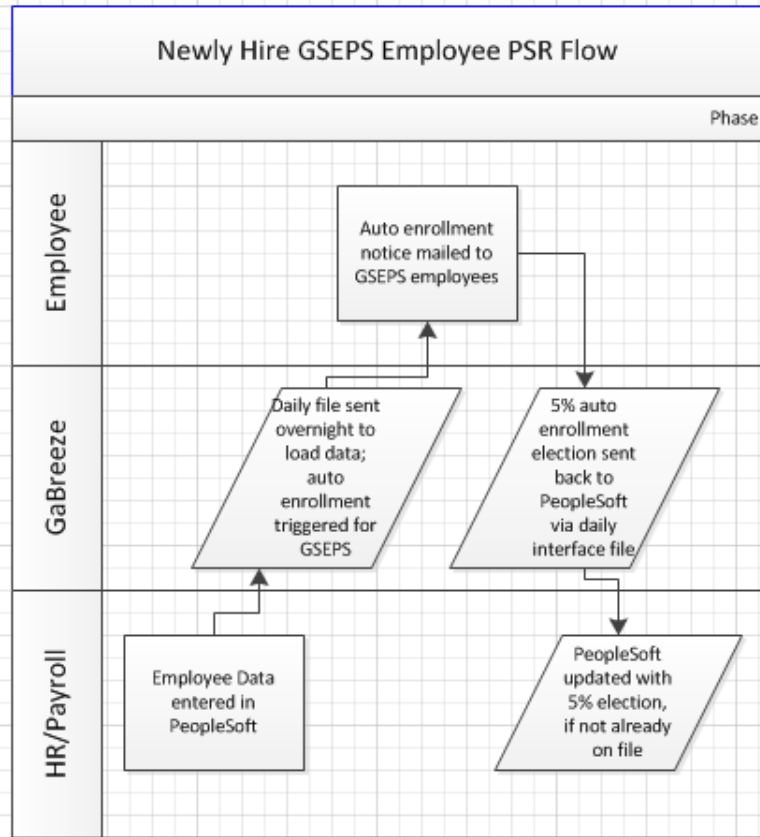 Newly Hire GSEPS Employee PSR Flow
Phase
Employee
Auto enrollment
notice mailed to
GSEPS employees
GaBreeze
Daily file sent
overnight to
load data;
auto
enrollment
triggered for
GSEPS
5% auto
enrollment
election sent
back to
PeopleSoft
via daily
interface file
HR/Payroll
Employee Data
entered in
PeopleSoft
PeopleSoft
updated with
5% election,
if not already
on file